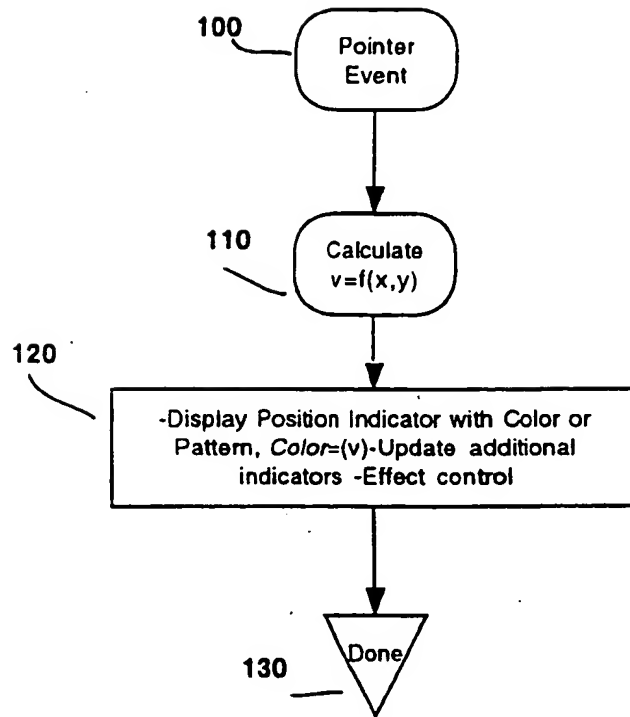 100
Pointer
Event
110
Calculate
v=f(x,y)
120
-Display Position Indicator with Color or
Pattern, Color=(v)-Update additional
indicators -Effect control
Done
130